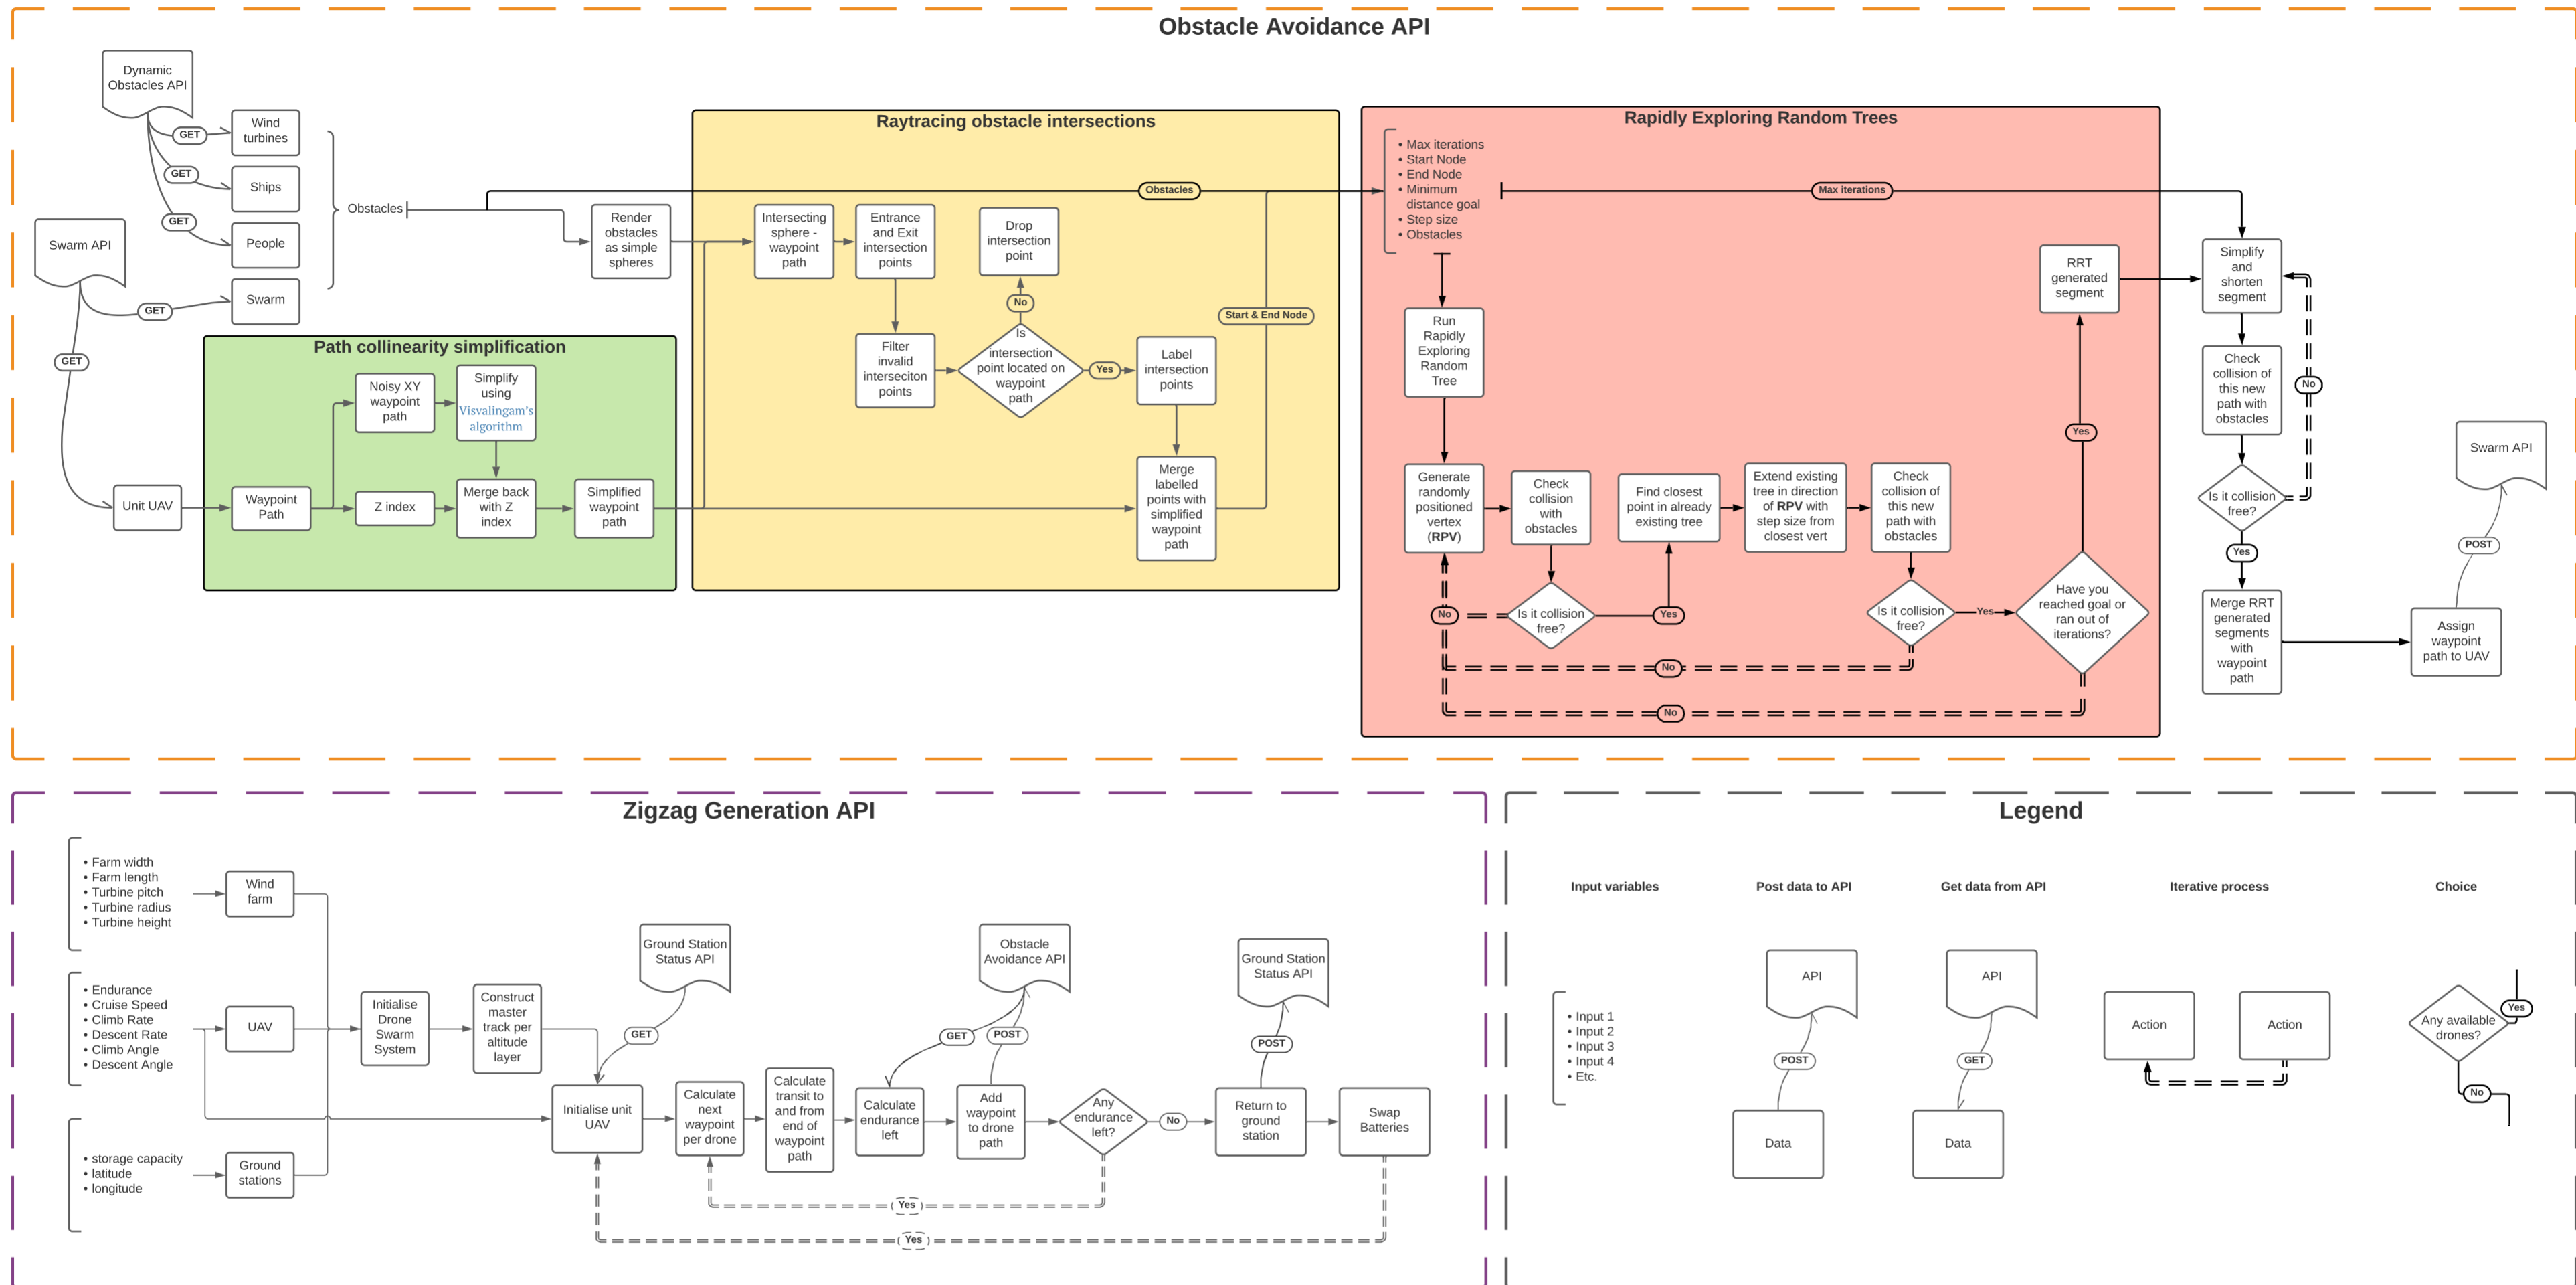 Obstacle Avoidance API
Dynamic
Obstacles API
GET
Wind
turbines
GET
Ships
GET
People
Swarm API
GET
Swarm
GET
Unit UAV
Obstacles
Render
obstacles
as simple
spheres
Path collinearity simplification
Waypoint
Path
Noisy XY
waypoint
path
Simplify
using
Visvalingam's
algorithm
Z index
Merge back
with Z
index
Simplified
waypoint
path
Raytracing obstacle intersections
Obstacles
Intersecting
sphere -
waypoint
path
Entrance
and Exit
intersection
points
Drop
intersection
point
No
Filter
invalid
interseciton
points
Is
intersection
point located on
waypoint
path
Yes
Label
intersection
points
Start & End Node
Merge
labelled
points with
simplified
waypoint
path
Rapidly Exploring Random Trees
• Max iterations
• Start Node
• End Node
• Minimum
distance goal
• Step size
• Obstacles
Max iterations
Run
Rapidly
Exploring
Random
Tree
Generate
randomly
positioned
vertex
(RPV)
Check
collision
with
obstacles
Find closest
point in already
existing tree
Extend existing
tree in direction
of RPV with
step size from
closest vert
Check
collision of
this new
path with
obstacles
No
Is it collision
free?
Yes
Is it collision
free?
Yes
Have you
reached goal or
ran out of
iterations?
No
No
Yes
RRT
generated
segment
Simplify
and
shorten
segment
Check
collision of
this new
path with
obstacles
No
Is it collision
free?
Yes
Merge RRT
generated
segments
with
waypoint
path
Assign
waypoint
path to UAV
POST
Swarm API
Zigzag Generation API
• Farm width
• Farm length
• Turbine pitch
• Turbine radius
• Turbine height
Wind
farm
• Endurance
• Cruise Speed
• Climb Rate
• Descent Rate
• Climb Angle
• Descent Angle
UAV
• storage capacity
• latitude
• longitude
Ground
stations
Initialise
Drone
Swarm
System
Construct
master
track per
altitude
layer
Ground Station
Status API
GET
Initialise unit
UAV
Calculate
next
waypoint
per drone
Calculate
transit to
and from
end of
waypoint
path
Obstacle
Avoidance API
GET
POST
Calculate
endurance
left
Add
waypoint
to drone
path
Any
endurance
left?
No
Ground Station
Status API
POST
Return to
ground
station
Swap
Batteries
Yes
Yes
Legend
Input variables
Post data to API
Get data from API
Iterative process
Choice
• Input 1
• Input 2
• Input 3
• Input 4
• Etc.
API
POST
Data
API
GET
Data
Action
Action
Any available
drones?
Yes
No